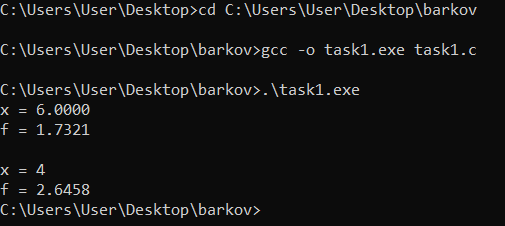 C:\Users\User\Desktop>cd C:\Users\User\Desktop\barkov
C:\Users\User\Desktop\barkov>gcc -o task1.exe task1.c
C:\Users\User\Desktop\barkov>.\task1.exe
x = 6.0000
f = 1.7321
x = 4
f = 2.6458
C:\Users\User\Desktop\barkov>